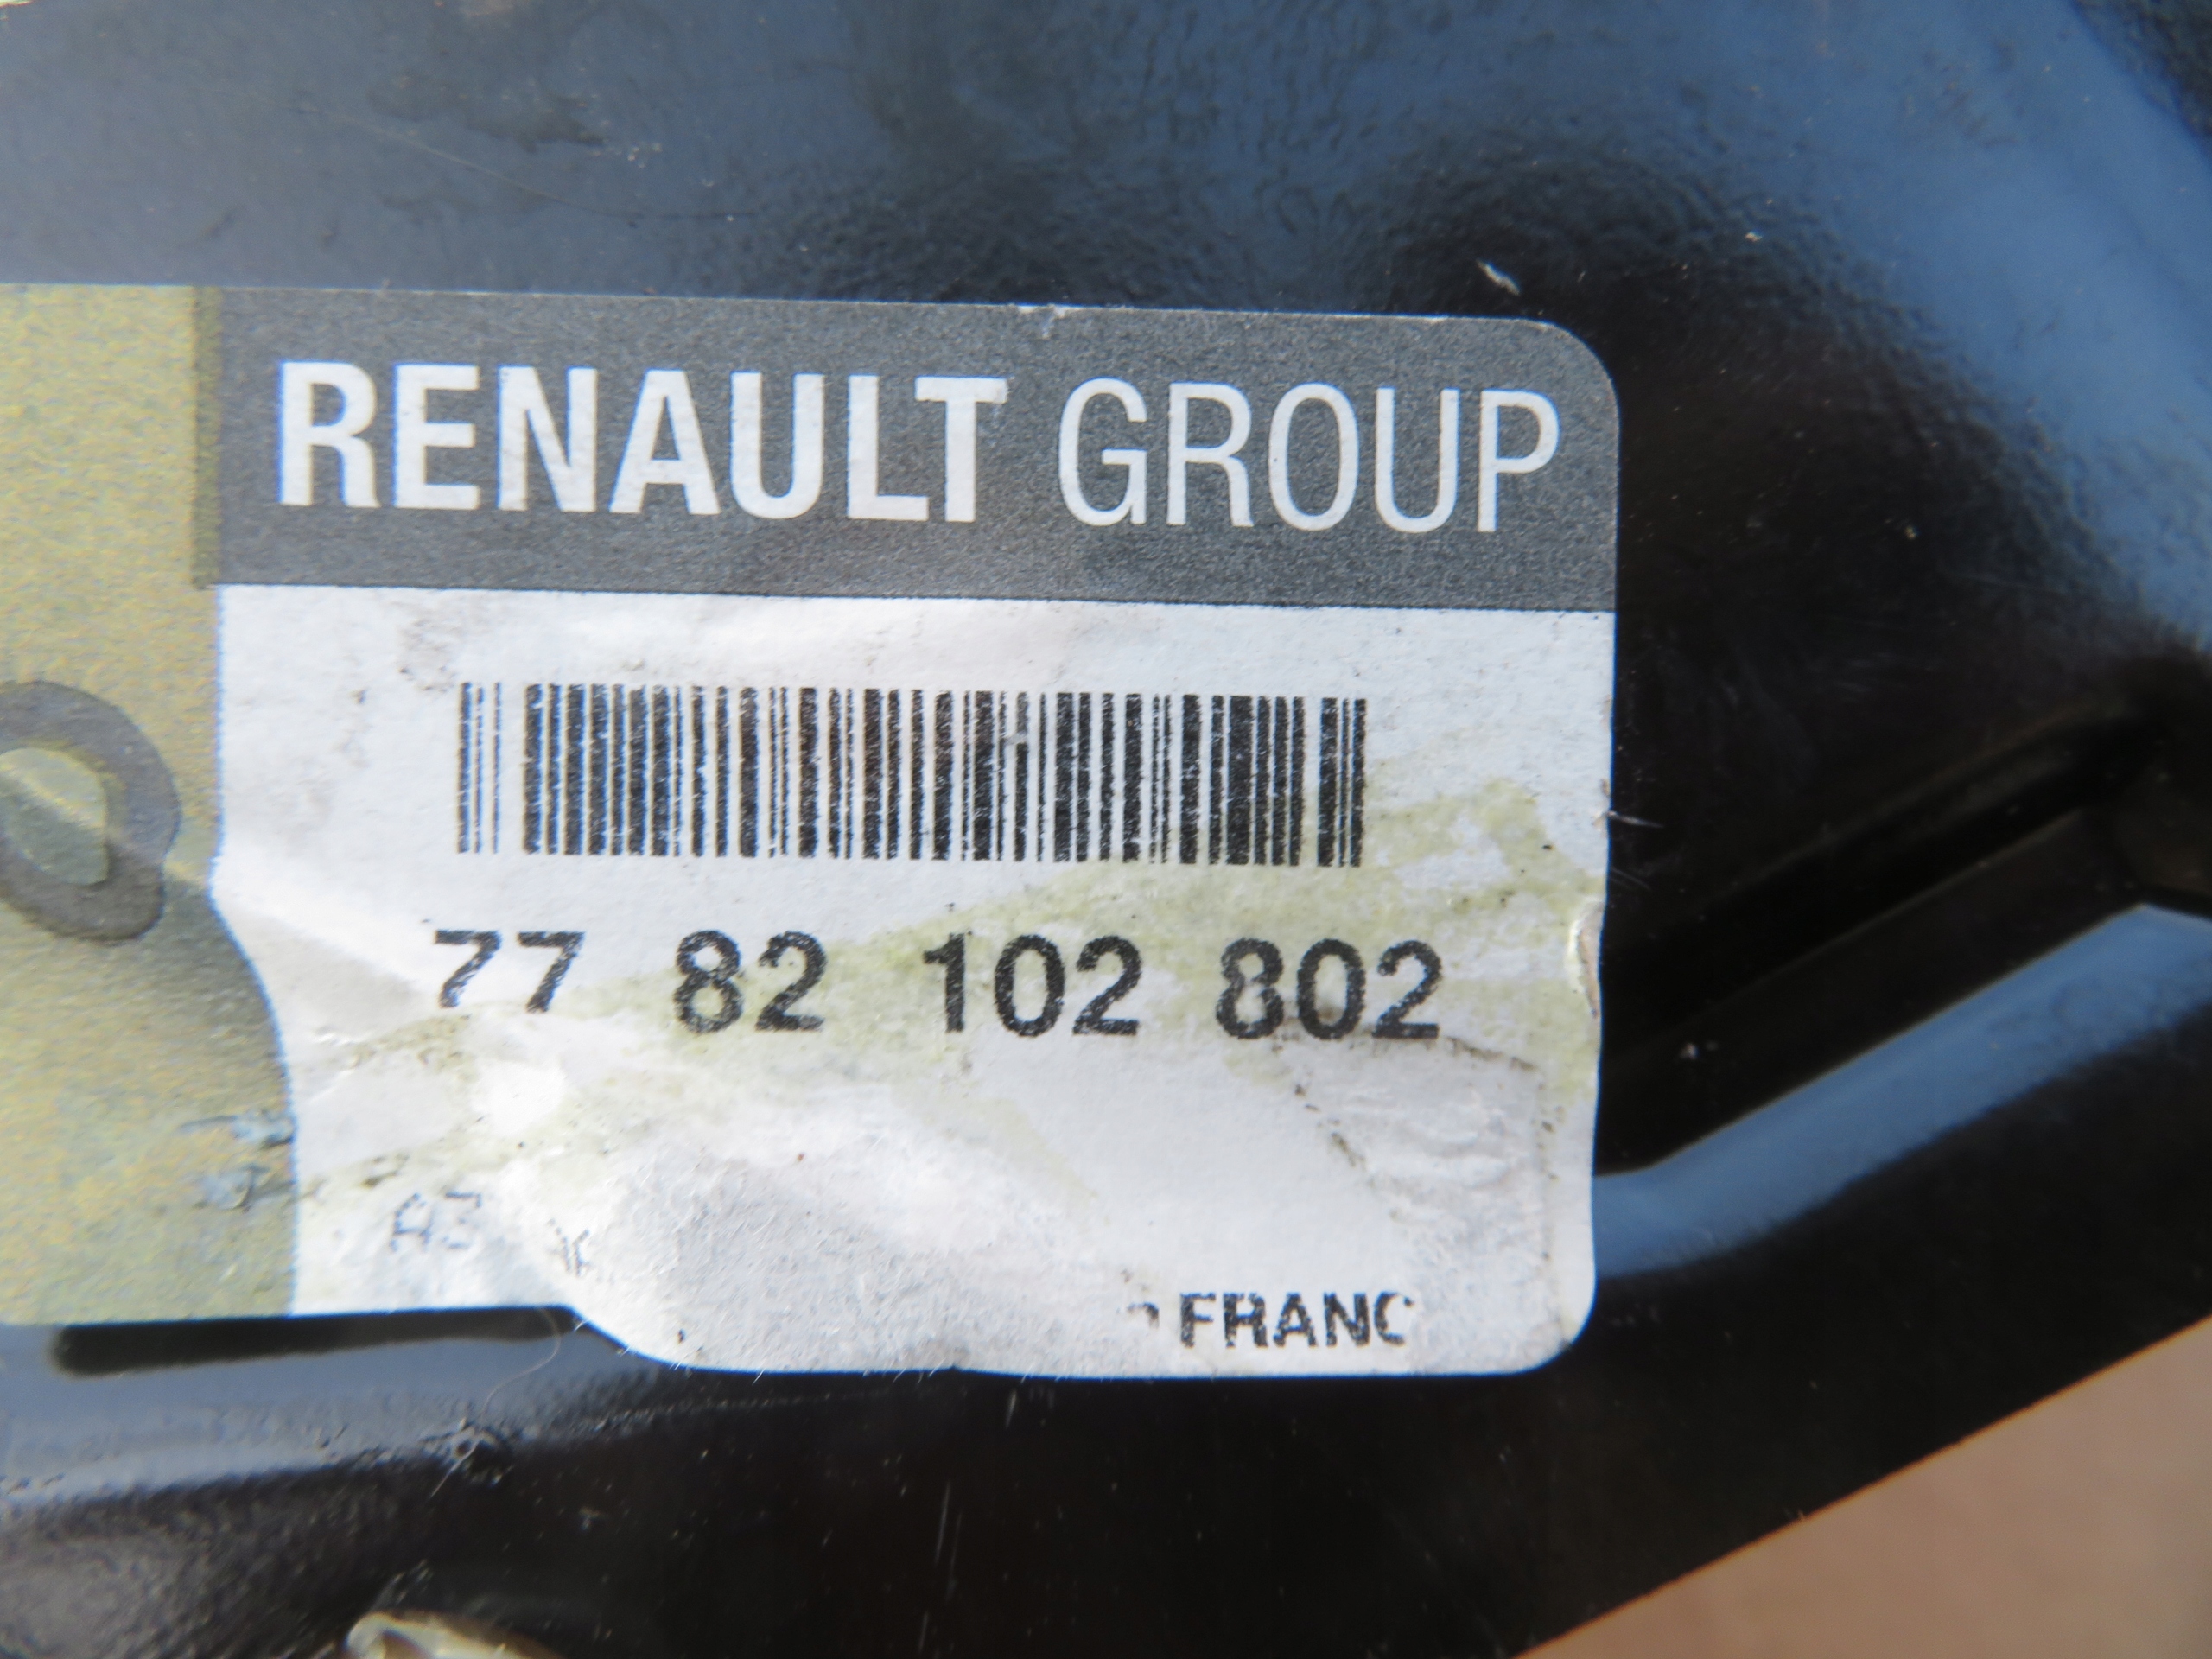 RENAULT GROUP
77 82 102 802
FRANC